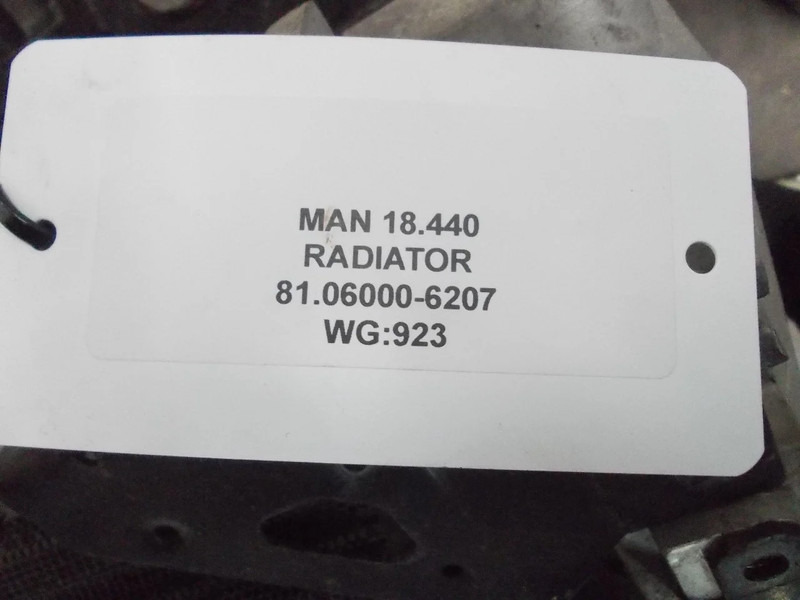 MAN 18.440
RADIATOR
81.06000-6207
WG:923